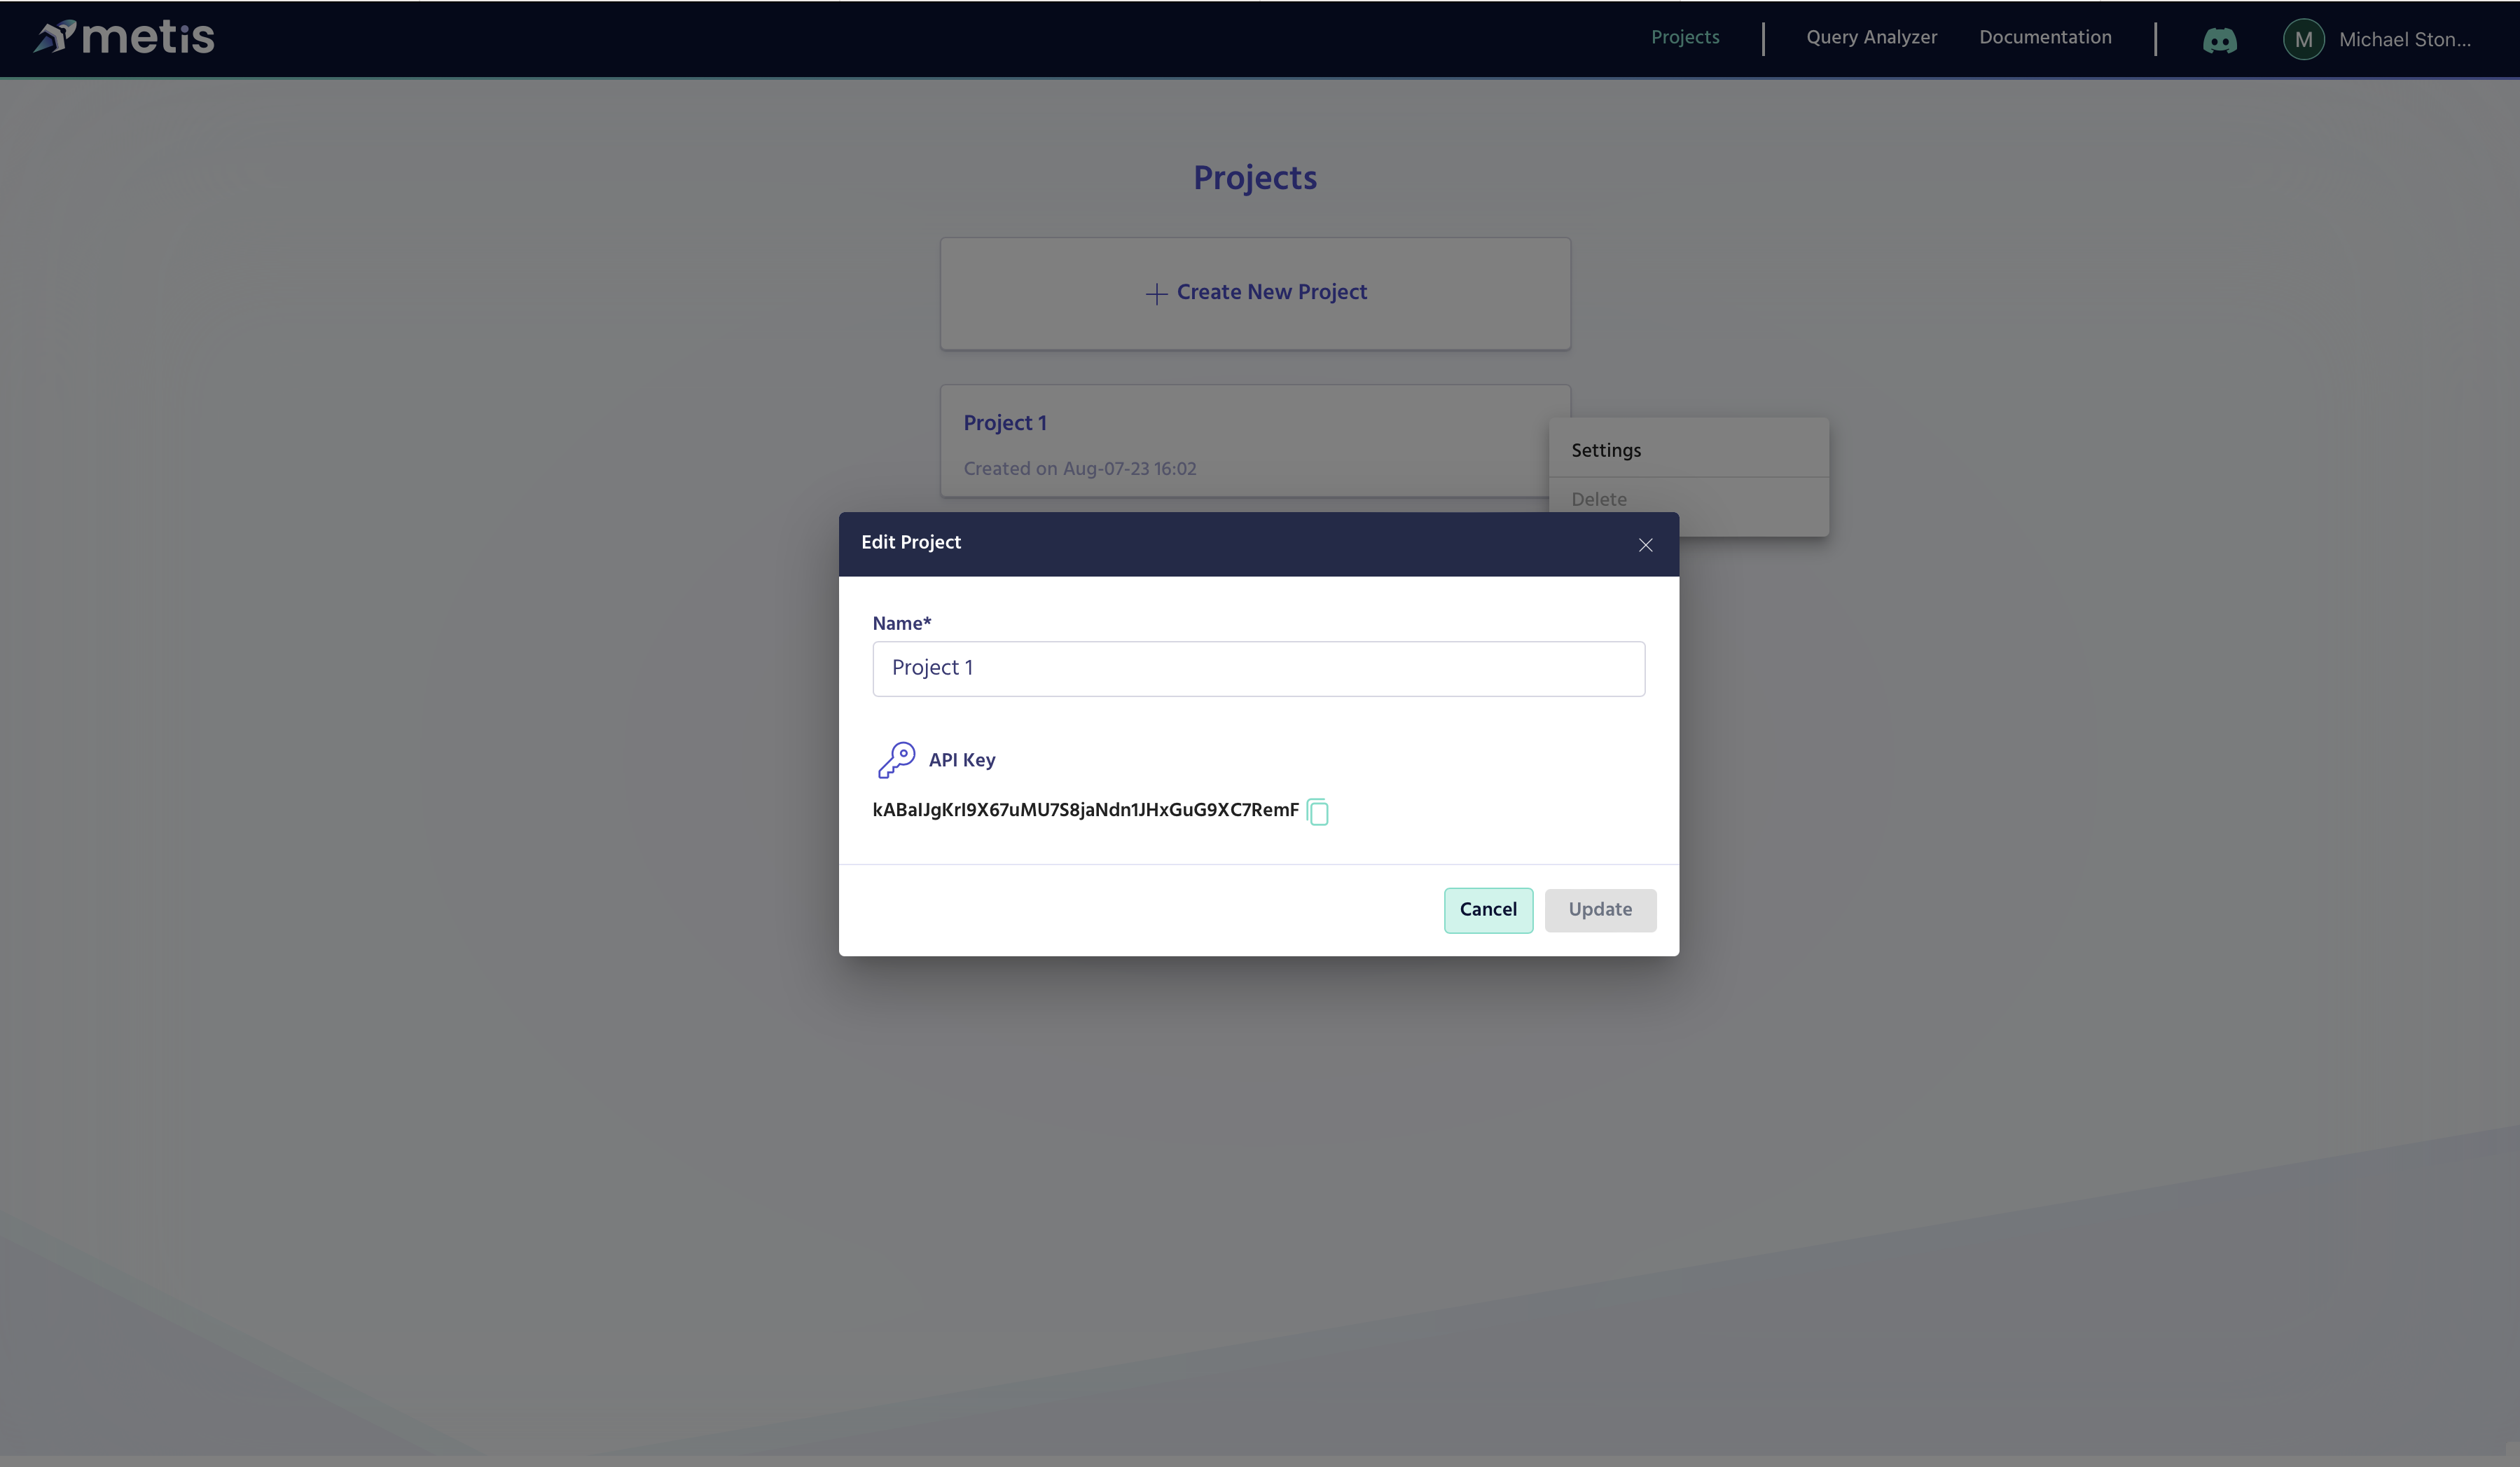 metis
Projects
Query Analyzer
Documentation
M
Michael Ston...
Projects
Create New Project
Project 1
Created on Aug-07-23 16:02
Settings
Delete
Edit Project
Name*
Project 1
API Key
kABaIJgKrI9X67uMU7S8jaNdn1JHxGuG9XC7RemF
Cancel
Update